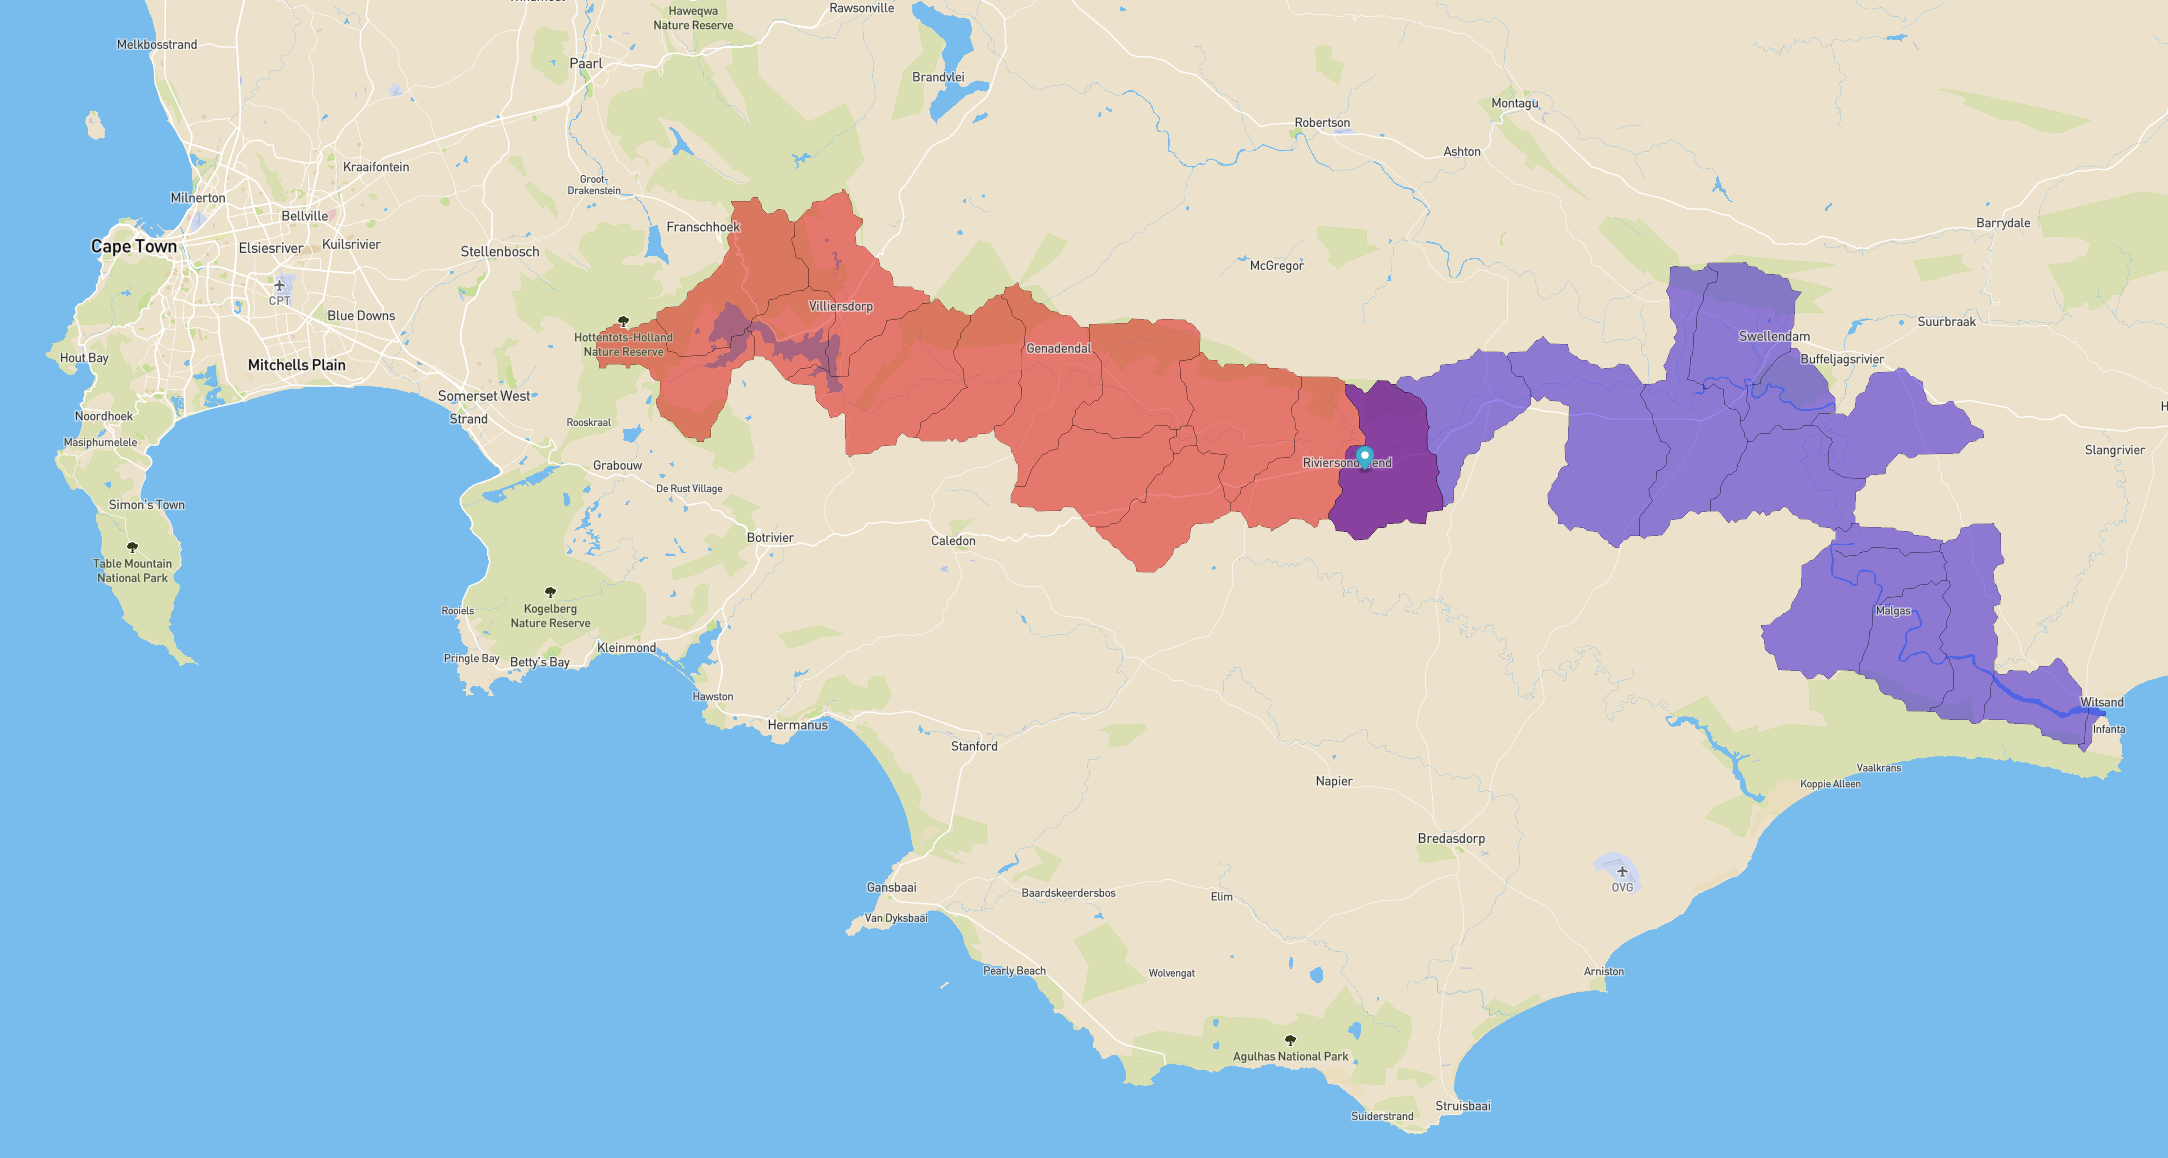 Haweqwa
Nature Reserve
Rawsonville
Melkbosstrand
Paarl
Brandvlei
Montagu
Robertson
Ashton
Kraaifontein
Groot-
Drakenstein
Milnerton
Bellville
Franschhoek
Barrydale
Cape Town
Elsiesriver
Kuilsrivier
Stellenbosch
McGregor
CPT
Villiersdorp
Blue Downs
Suurbraak
Hottentots-Holland
Nature Reserve
Swellendam
Genadendal
Hout Bay
Mitchells Plain
Buffeljagsrivier
Somerset West
Noordhoek
Strand
Rooskraal
H
Masiphumelele
Slangrivier
Grabouw
De Rust Village
Simon's Town
Botrivier
Caledon
Table Mountain
National Park
Kogelberg
Nature Reserve
Rooiels
Malgas
Kleinmond
Pringle Bay
Betty's Bay
Hawston
Witsand
Hermanus
Infanta
Stanford
Vaalkrans
Napier
Koppie Alleen
Bredasdorp
OVG
Gansbaai
Baardskeerdersbos
Elim
Van Dyksbaai
Pearly Beach
Wolvengat
Arniston
Agulhas National Park
Struisbaai
Suiderstrand